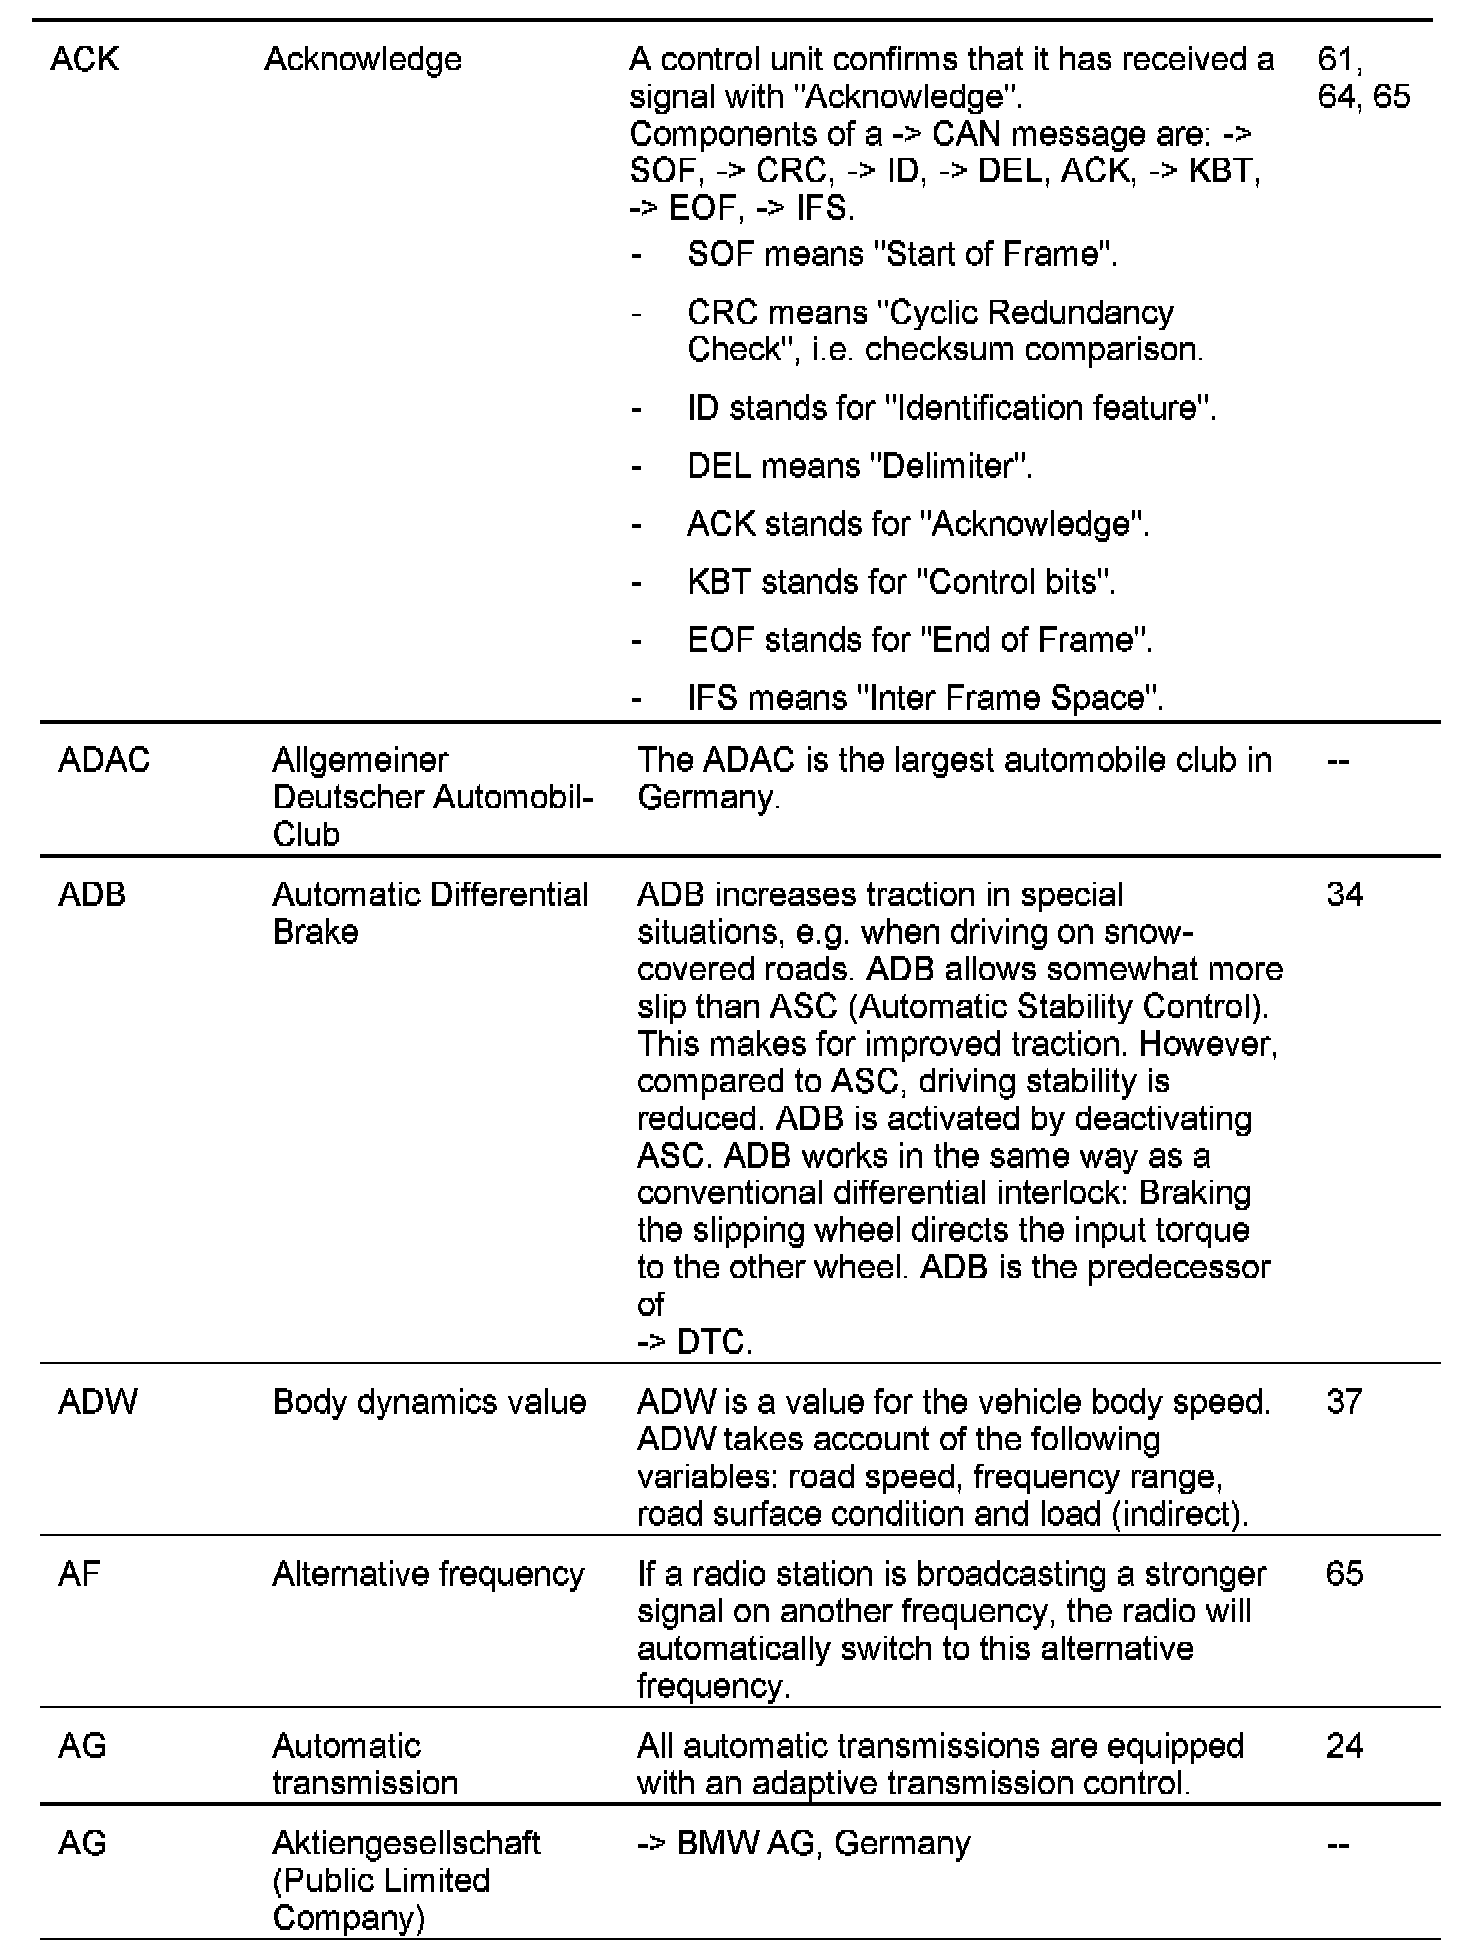 ACK Acknowledge A control unit confirms that it has received a 61,
signal with "Acknowledge". 64, 65
Components of a -> CAN message are: ->
SOF, -> CRC, -> ID, -> DEL, ACK, -> KBT,
-> EOF, -> IFS.
- SOF means "Start of Frame".
- CRC means "Cyclic Redundancy
Check", i.e. checksum comparison.
- ID stands for "Identification feature".
- DEL means "Delimiter".
- ACK stands for "Acknowledge".
- KBT stands for "Control bits".
- EOF stands for "End of Frame".
- IFS means "Inter Frame Space".
ADAC Allgemeiner The ADAC is the largest automobile club in --
Deutscher Automobil- Germany.
Club
ADB Automatic Differential ADB increases traction in special 34
Brake situations, e.g. when driving on snow-
covered roads. ADB allows somewhat more
slip than ASC (Automatic Stability Control).
This makes for improved traction. However,
compared to ASC, driving stability is
reduced. ADB is activated by deactivating
ASC. ADB works in the same way as a
conventional differential interlock: Braking
the slipping wheel directs the input torque
to the other wheel. ADB is the predecessor
of
-> DTC.
ADW Body dynamics value ADW is a value for the vehicle body speed. 37
ADW takes account of the following
variables: road speed, frequency range,
road surface condition and load (indirect).
AF Alternative frequency If a radio station is broadcasting a stronger 65
signal on another frequency, the radio will
automatically switch to this alternative
frequency.
AG Automatic All automatic transmissions are equipped 24
transmission with an adaptive transmission control.
AG Aktiengesellschaft -> BMW AG, Germany --
(Public Limited
Company)